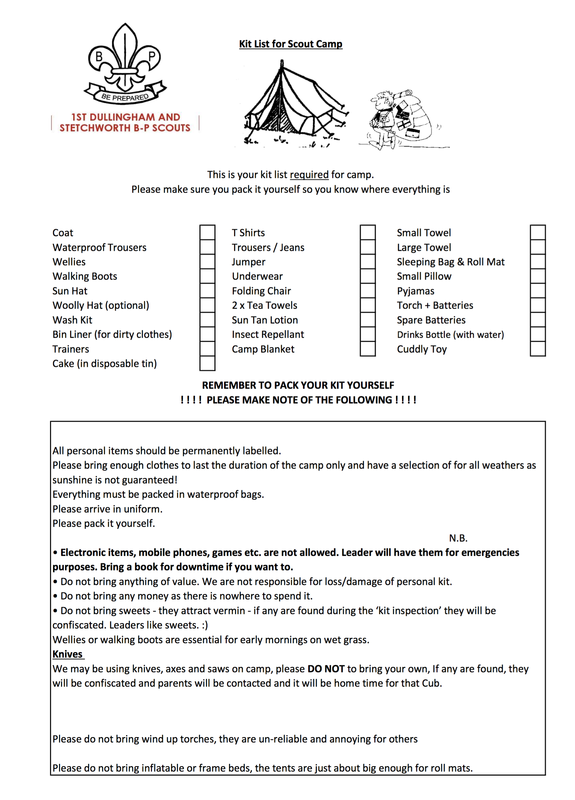 Kit List for Scout Camp
B P
BE PREPARED
1ST DULLINGHAM AND
STETCHWORTH B-P SCOUTS
This is your kit list required for camp.
Please make sure you pack it yourself so you know where everything is
Coat
Waterproof Trousers
Wellies
Walking Boots
Sun Hat
Woolly Hat (optional)
Wash Kit
Bin Liner (for dirty clothes)
Trainers
Cake (in disposable tin)
T Shirts
Trousers / Jeans
Jumper
Underwear
Folding Chair
2 x Tea Towels
Sun Tan Lotion
Insect Repellant
Camp Blanket
Small Towel
Large Towel
Sleeping Bag & Roll Mat
Small Pillow
Pyjamas
Torch + Batteries
Spare Batteries
Drinks Bottle (with water)
Cuddly Toy
REMEMBER TO PACK YOUR KIT YOURSELF
! ! ! ! PLEASE MAKE NOTE OF THE FOLLOWING ! ! ! !
All personal items should be permanently labelled.
Please bring enough clothes to last the duration of the camp only and have a selection of for all weathers as
sunshine is not guaranteed!
Everything must be packed in waterproof bags.
Please arrive in uniform.
Please pack it yourself.
N.B.
• Electronic items, mobile phones, games etc. are not allowed. Leader will have them for emergencies
purposes. Bring a book for downtime if you want to.
• Do not bring anything of value. We are not responsible for loss/damage of personal kit.
• Do not bring any money as there is nowhere to spend it.
• Do not bring sweets - they attract vermin - if any are found during the ‘kit inspection’ they will be
confiscated. Leaders like sweets. :)
Wellies or walking boots are essential for early mornings on wet grass.
Knives
We may be using knives, axes and saws on camp, please DO NOT to bring your own, If any are found, they
will be confiscated and parents will be contacted and it will be home time for that Cub.
Please do not bring wind up torches, they are un-reliable and annoying for others
Please do not bring inflatable or frame beds, the tents are just about big enough for roll mats.